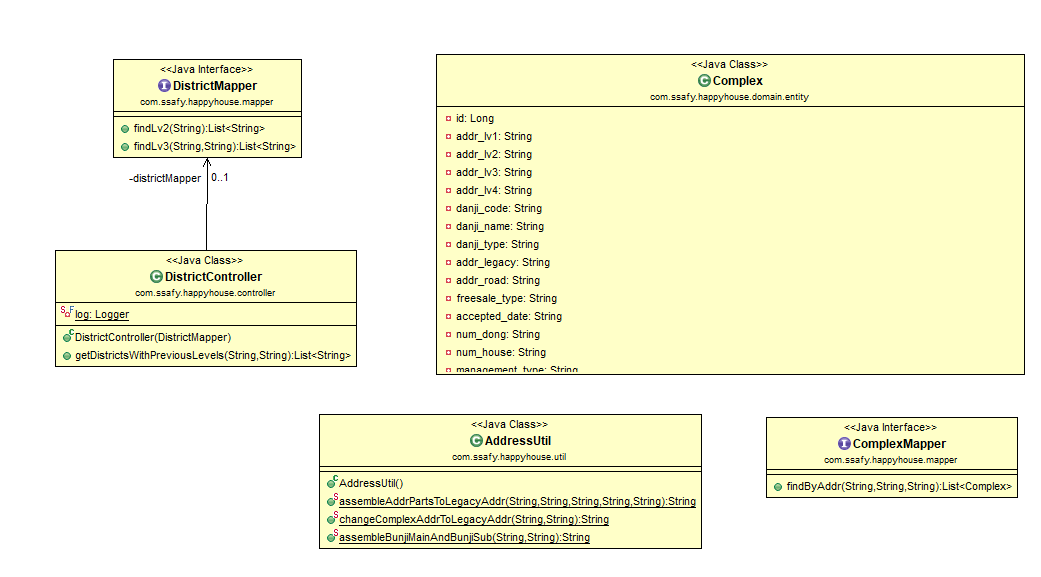 <<Java Interface>>
DistrictMapper
com.ssafy.happyhouse.mapper
findLv2(String):List<String>
findLv3(String,String):List<String>
-districtMapper 0..1
<<Java Class>>
DistrictController
com.ssafy.happyhouse.controller
log: Logger
DistrictController(DistrictMapper)
getDistrictsWithPreviousLevels(String,String):List<String>
<<Java Class>>
Complex
com.ssafy.happyhouse.domain.entity
id: Long
addr_lv1: String
addr_lv2: String
addr_lv3: String
addr_lv4: String
danji_code: String
danji_name: String
danji_type: String
addr_legacy: String
addr_road: String
freesale_type: String
accepted_date: String
num_dong: String
num_house: String
management_type: String
<<Java Class>>
AddressUtil
com.ssafy.happyhouse.util
AddressUtil()
assembleAddrPartsToLegacyAddr(String,String,String,String,String):String
changeComplexAddrToLegacyAddr(String,String):String
assembleBunjiMainAndBunjiSub(String,String):String
<<Java Interface>>
ComplexMapper
com.ssafy.happyhouse.mapper
findByAddr(String,String,String):List<Complex>